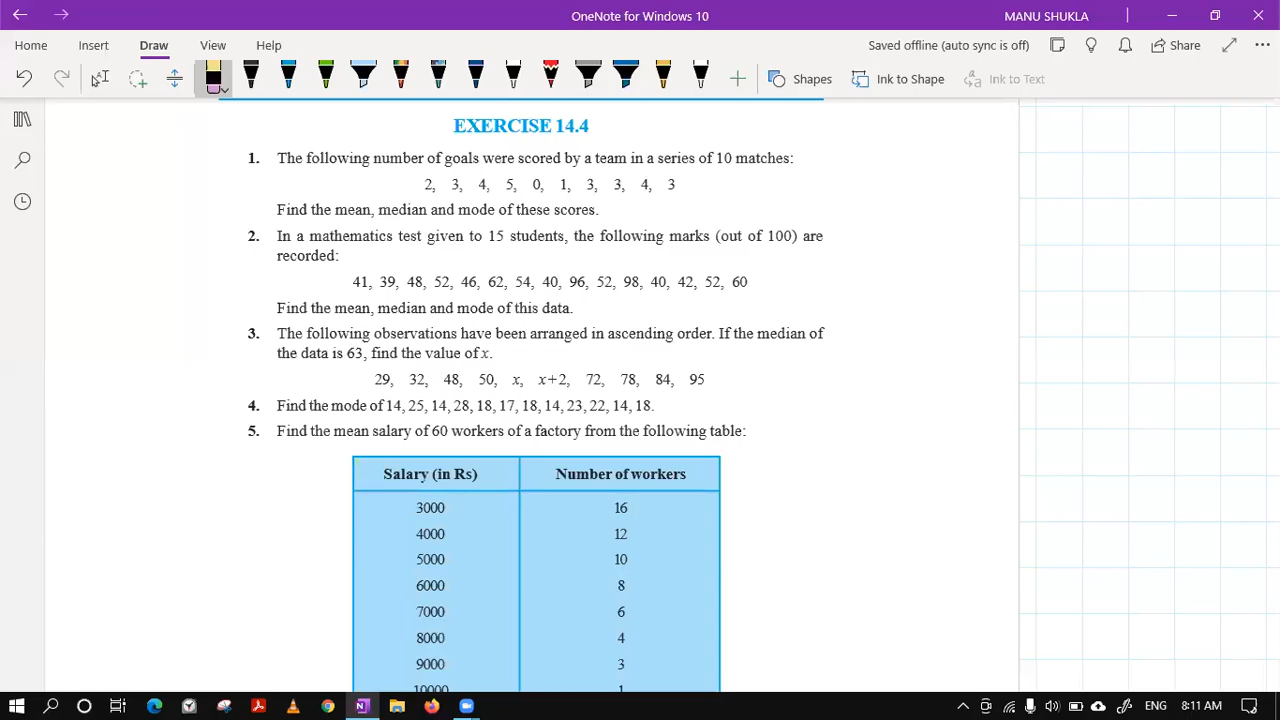 OneNote for Windows 10
MANU SHUKLA
Home Insert Draw View Help
Saved offline (auto sync is off)
Share
Shapes
Ink to Shape
Ink to Text
EXERCISE 14.4
1. The following number of goals were scored by a team in a series of 10 matches:
2, 3, 4, 5, 0, 1, 3, 3, 4, 3
Find the mean, median and mode of these scores.
2. In a mathematics test given to 15 students, the following marks (out of 100) are
recorded:
41, 39, 48, 52, 46, 62, 54, 40, 96, 52, 98, 40, 42, 52, 60
Find the mean, median and mode of this data.
3. The following observations have been arranged in ascending order. If the median of
the data is 63, find the value of x.
29, 32, 48, 50, x, x+2, 72, 78, 84, 95
4. Find the mode of 14, 25, 14, 28, 18, 17, 18, 14, 23, 22, 14, 18.
5. Find the mean salary of 60 workers of a factory from the following table:
Salary (in Rs) Number of workers
3000 16
4000 12
5000 10
6000 8
7000 6
8000 4
9000 3
10000 1
ENG 8:11 AM